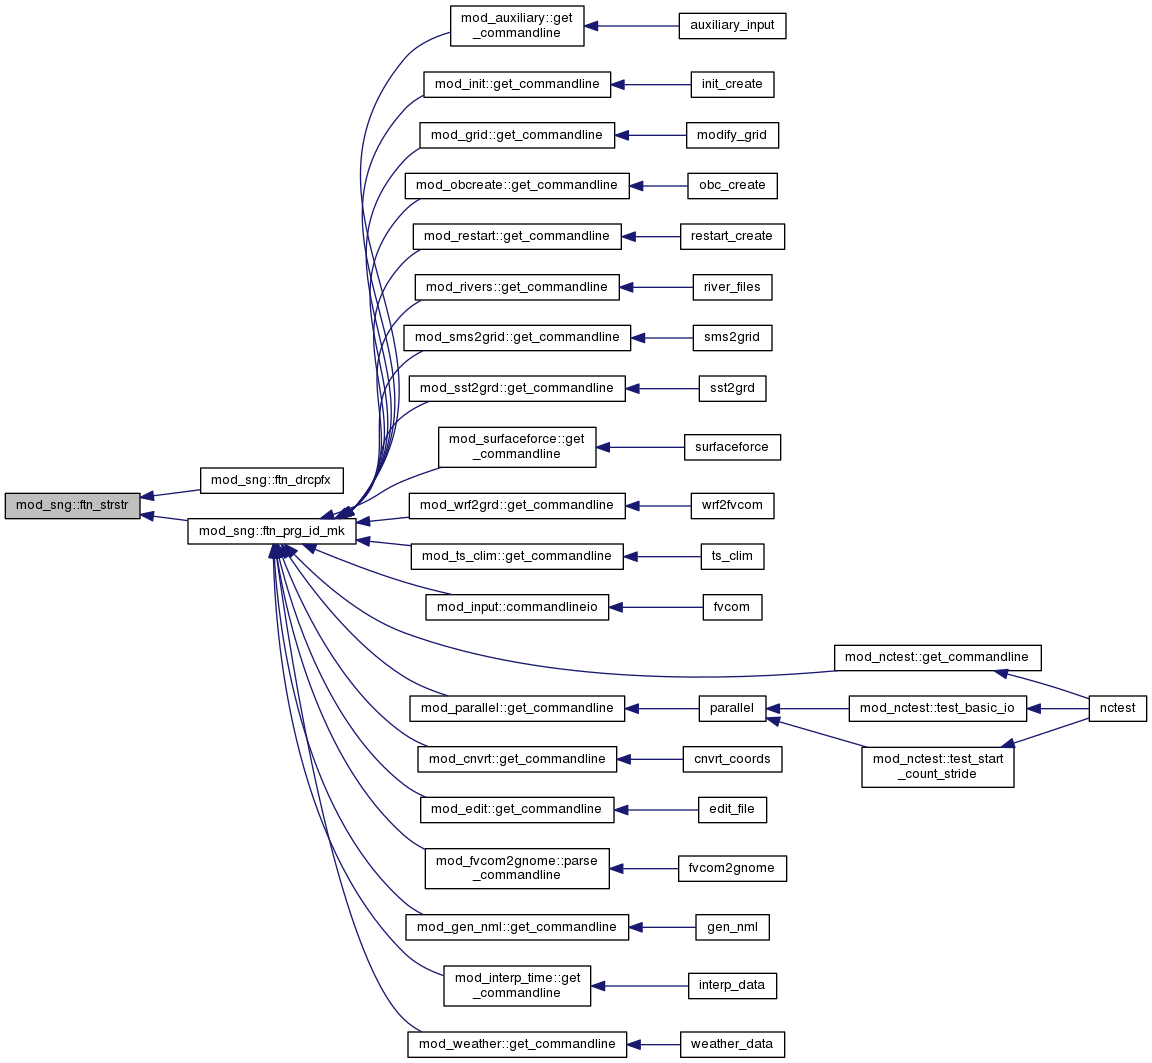 mod_auxiliary::get
_commandline
auxiliary_input
mod_init::get_commandline
init_create
mod_grid::get_commandline
modify_grid
mod_obcreate::get_commandline
obc_create
mod_restart::get_commandline
restart_create
mod_rivers::get_commandline
river_files
mod_sms2grid::get_commandline
sms2grid
mod_sst2grd::get_commandline
sst2grd
mod_surfaceforce::get
_commandline
surfaceforce
mod_sng::ftn_drcpfx
mod_sng::ftn_strstr
mod_wrf2grd::get_commandline
wrf2fvcom
mod_sng::ftn_prg_id_mk
mod_ts_clim::get_commandline
ts_clim
mod_input::commandlineio
fvcom
mod_nctest::get_commandline
mod_parallel::get_commandline
parallel
mod_nctest::test_basic_io
nctest
mod_cnvrt::get_commandline
cnvrt_coords
mod_nctest::test_start
_count_stride
mod_edit::get_commandline
edit_file
mod_fvcom2gnome::parse
_commandline
fvcom2gnome
mod_gen_nml::get_commandline
gen_nml
mod_interp_time::get
_commandline
interp_data
mod_weather::get_commandline
weather_data